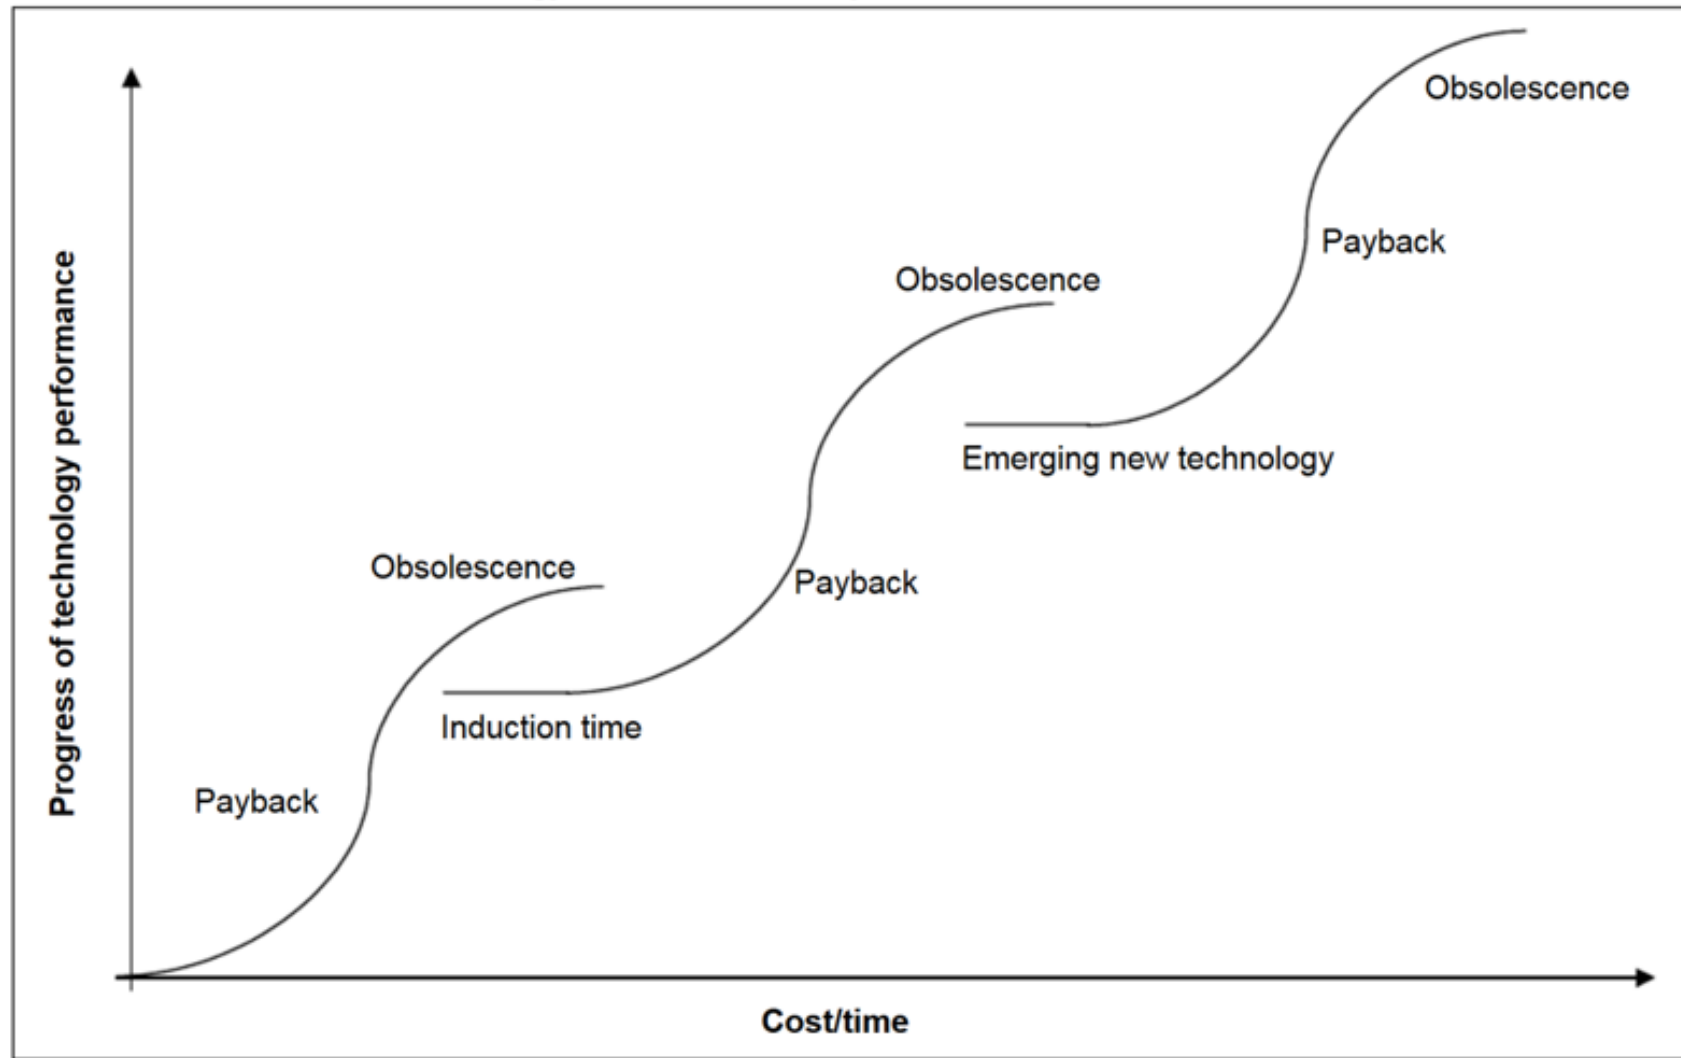 Obsolescence
Payback
Obsolescence
Emerging new technology
Obsolescence
Payback
Induction time
Payback
Progress of technology performance
Cost/time